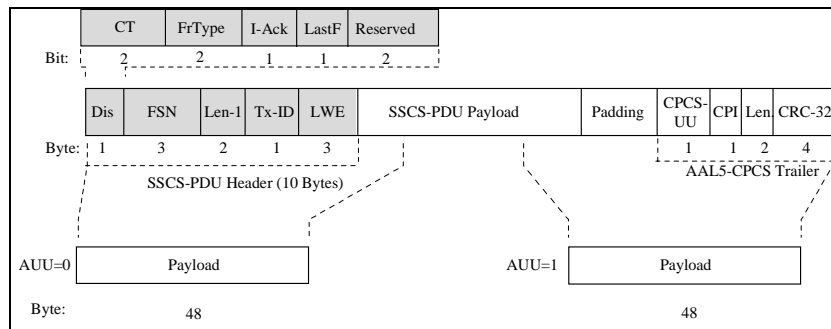 CT FrType I-Ack LastF Reserved
Bit: 2 2 1 1 2
Dis FSN Len-1 Tx-ID LWE SSCS-PDU Payload Padding CPCS-UU CPI Len. CRC-32
Byte: 1 3 2 1 3 1 1 2 4
SSCS-PDU Header (10 Bytes) AAL5-CPCS Trailer
AUU=0 Payload AUU=1 Payload
Byte: 48 48